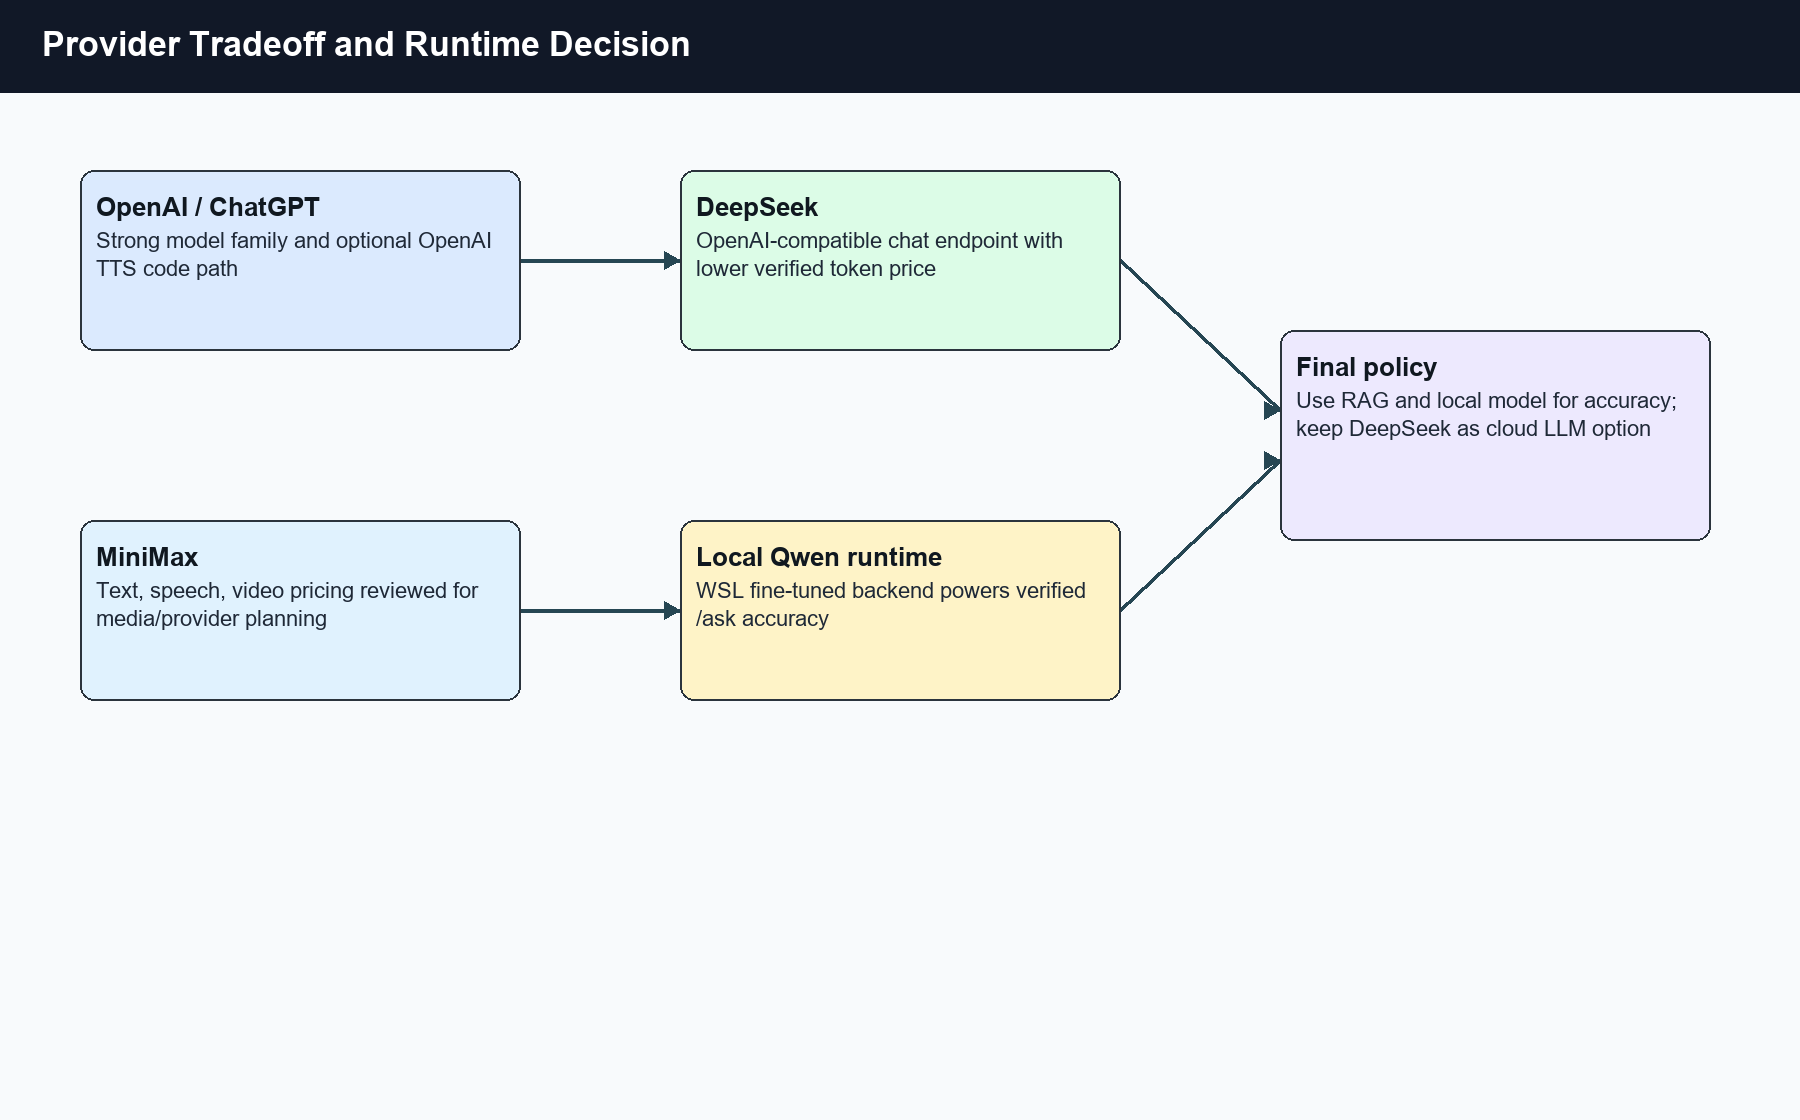 Provider Tradeoff and Runtime Decision
OpenAI / ChatGPT
Strong model family and optional OpenAI
TTS code path
DeepSeek
OpenAI-compatible chat endpoint with
lower verified token price
Final policy
Use RAG and local model for accuracy;
keep DeepSeek as cloud LLM option
MiniMax
Text, speech, video pricing reviewed for
media/provider planning
Local Qwen runtime
WSL fine-tuned backend powers verified
/ask accuracy